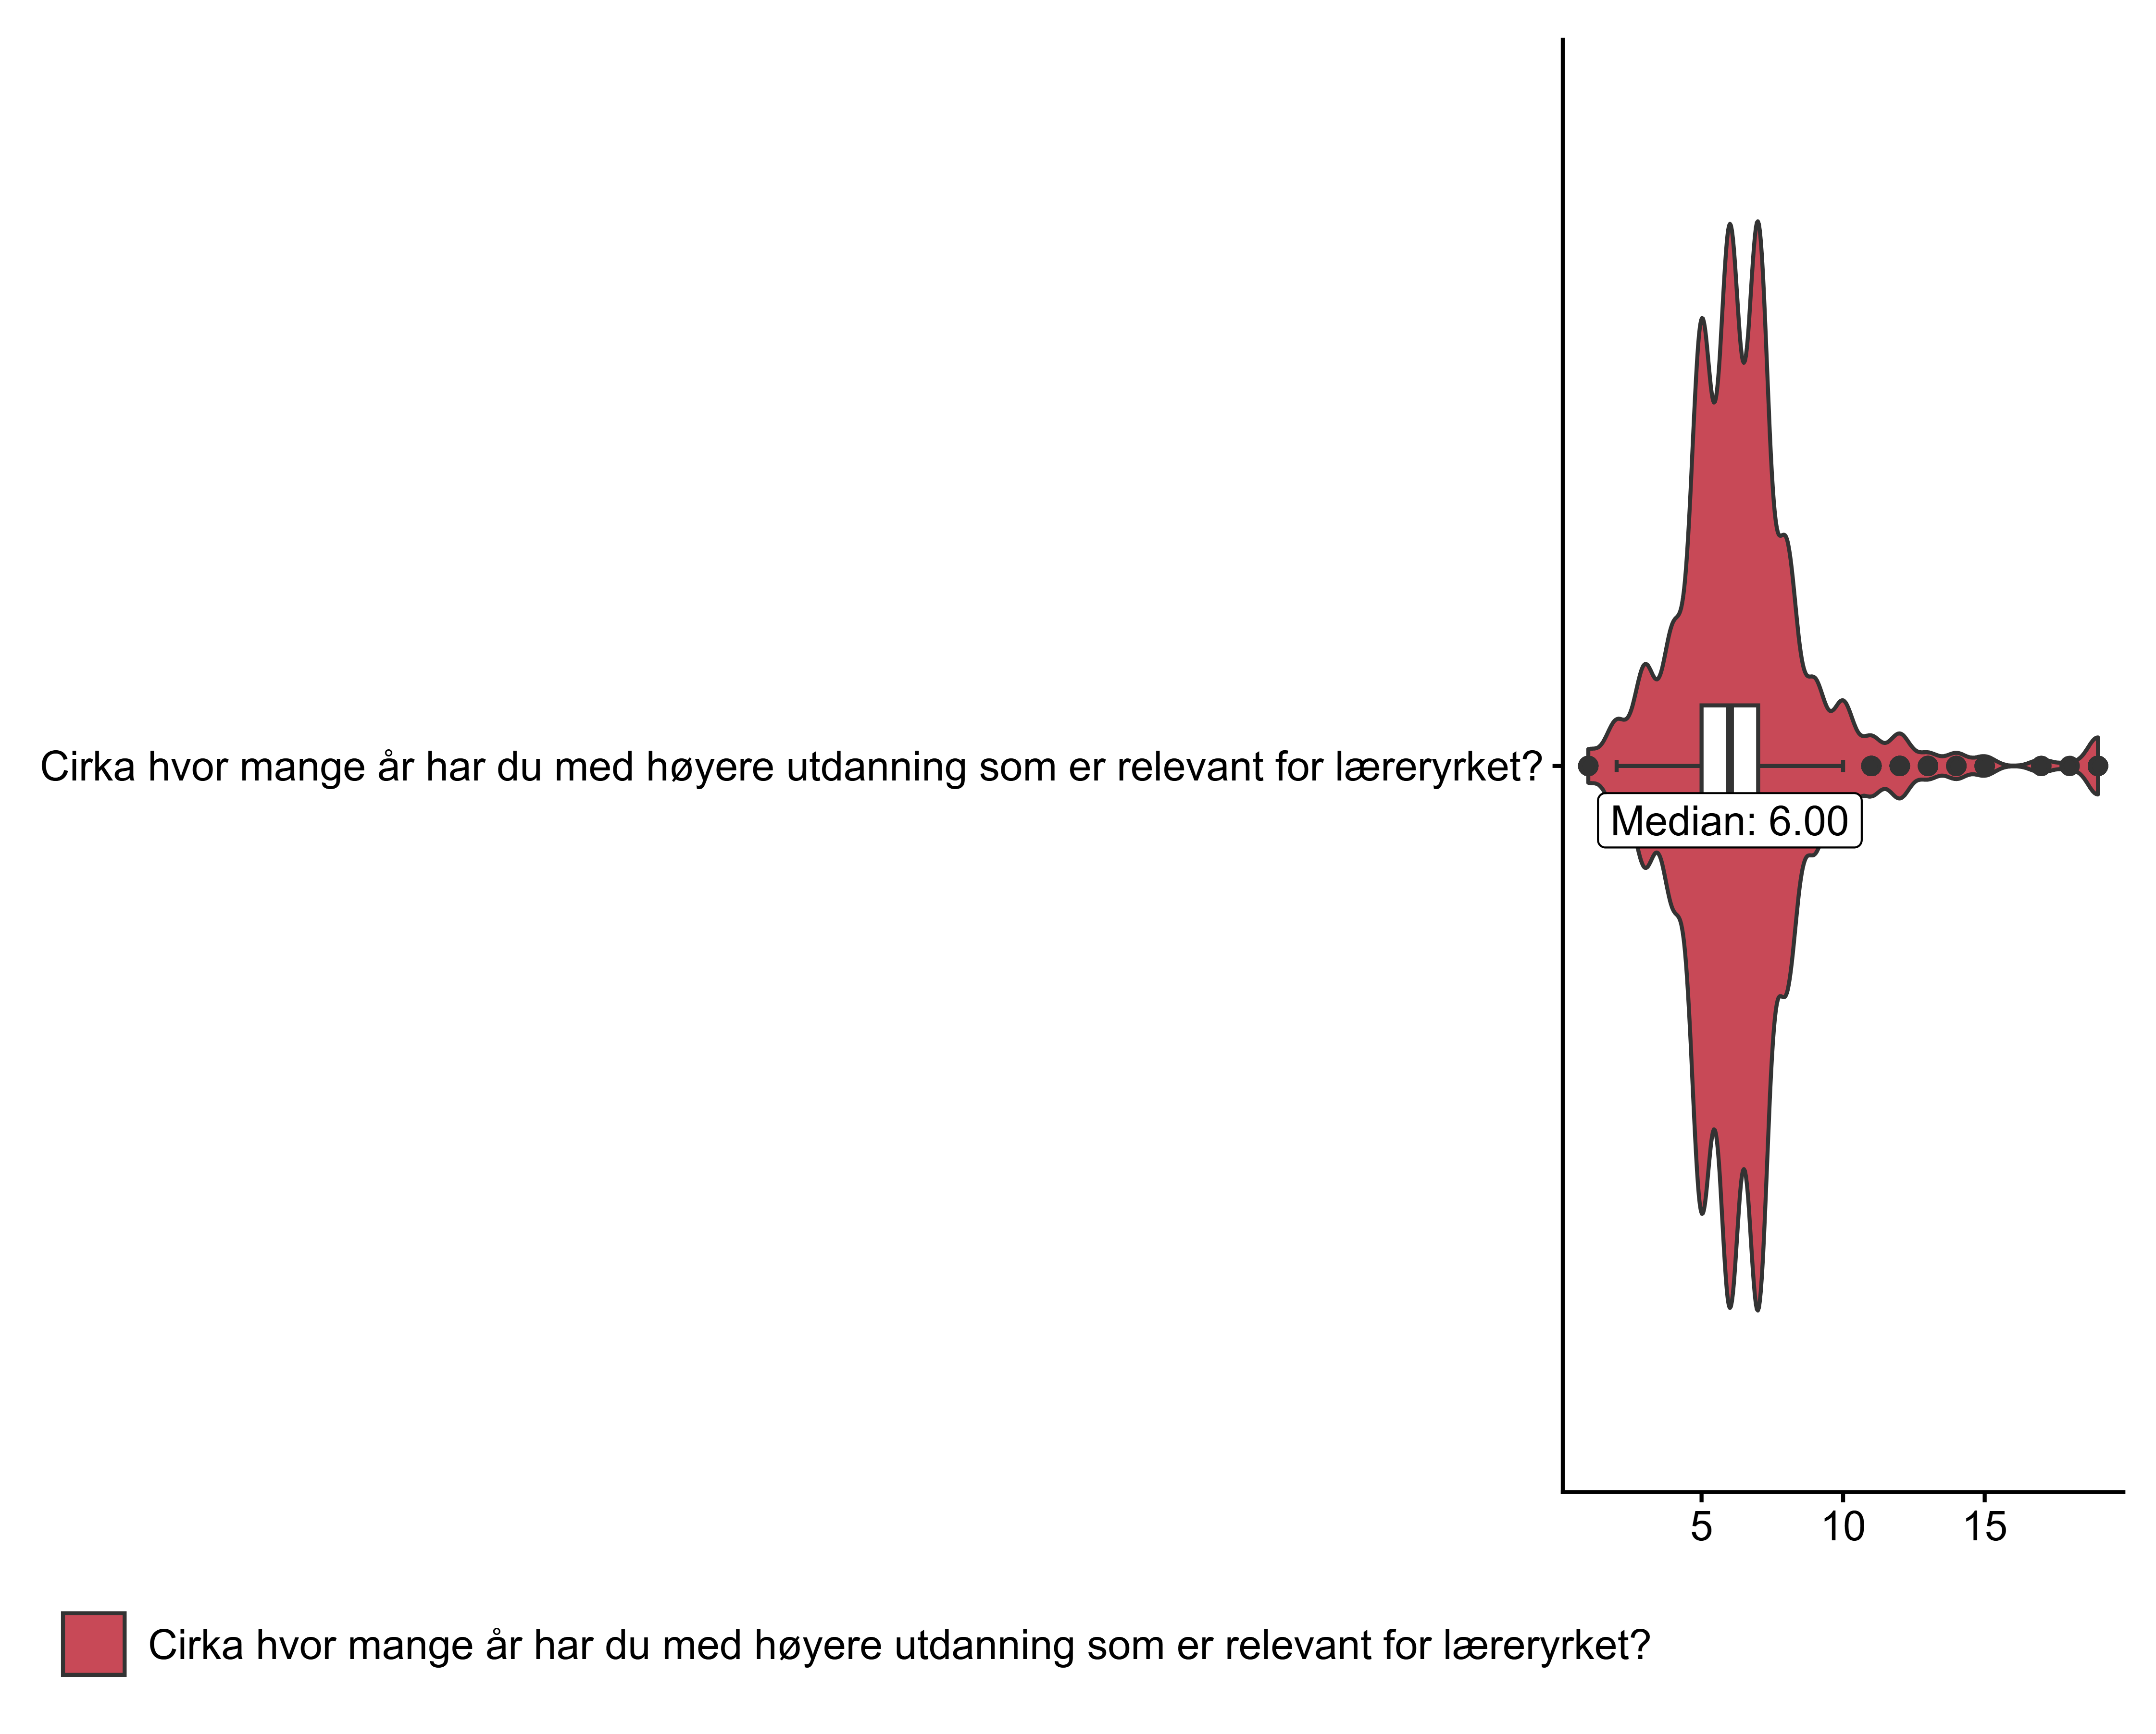 Cirka hvor mange år har du med høyere utdanning som er relevant for læreryrket?
Median: 6.00
5 10 15
Cirka hvor mange år har du med høyere utdanning som er relevant for læreryrket?